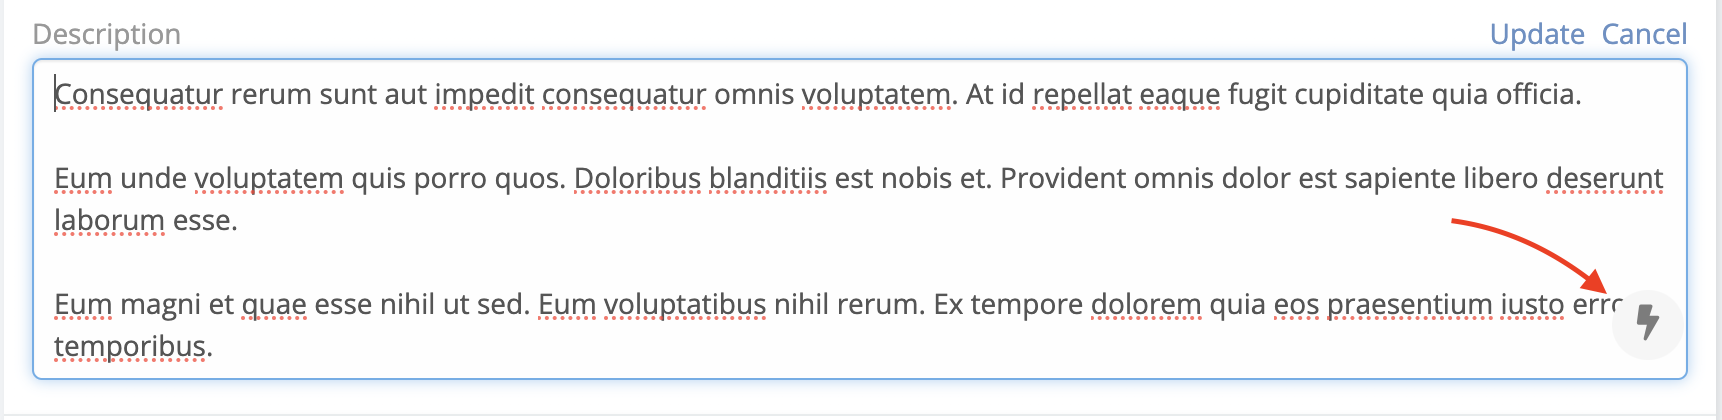 Description
Update Cancel
Consequatur rerum sunt aut impedit consequatur omnis voluptatem. At id repellat eaque fugit cupiditate quia officia.
Eum unde voluptatem quis porro quos. Doloribus blanditiis est nobis et. Provident omnis dolor est sapiente libero deserunt
laborum esse.
Eum magni et quae esse nihil ut sed. Eum voluptatibus nihil rerum. Ex tempore dolorem quia eos praesentium iusto
temporibus.